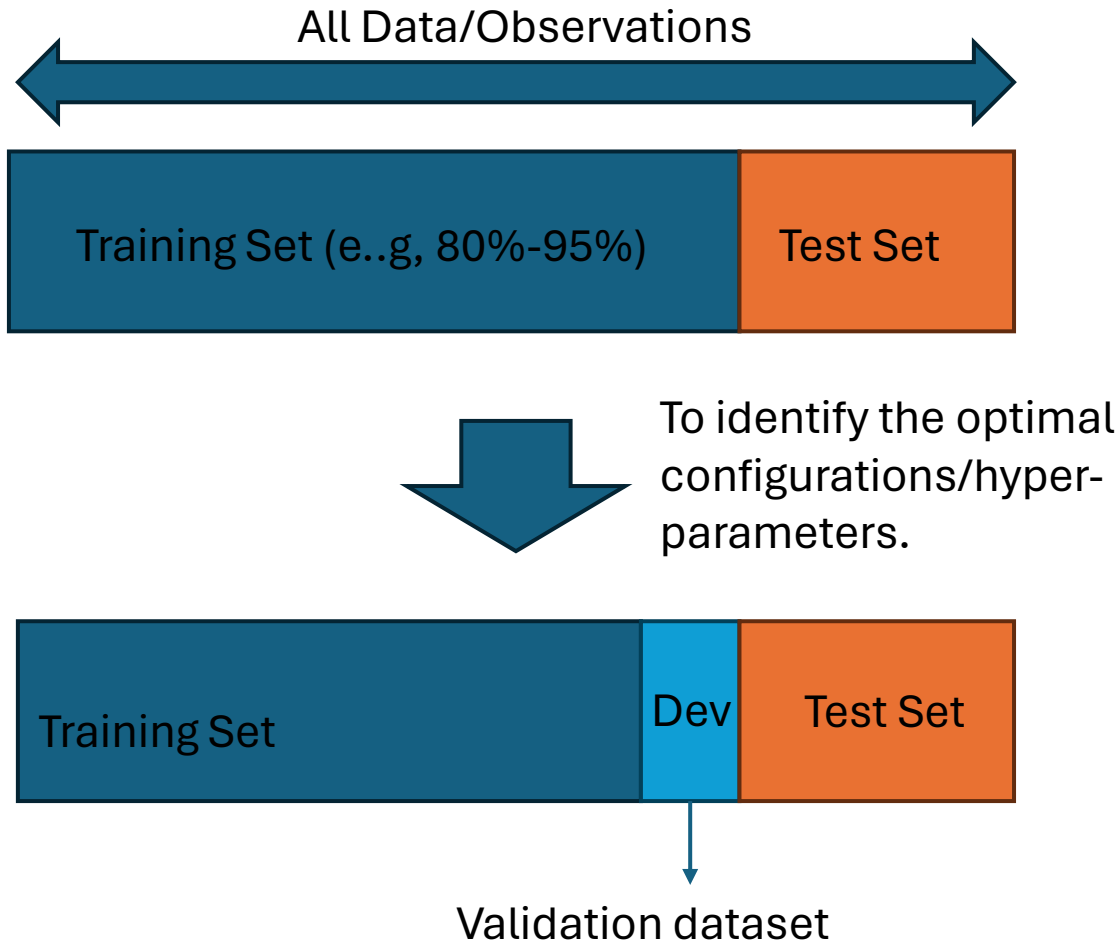 All Data/Observations
Training Set (e..g, 80%-95%)
Test Set
To identify the optimal
configurations/hyper-
parameters.
Training Set
Dev
Test Set
Validation dataset